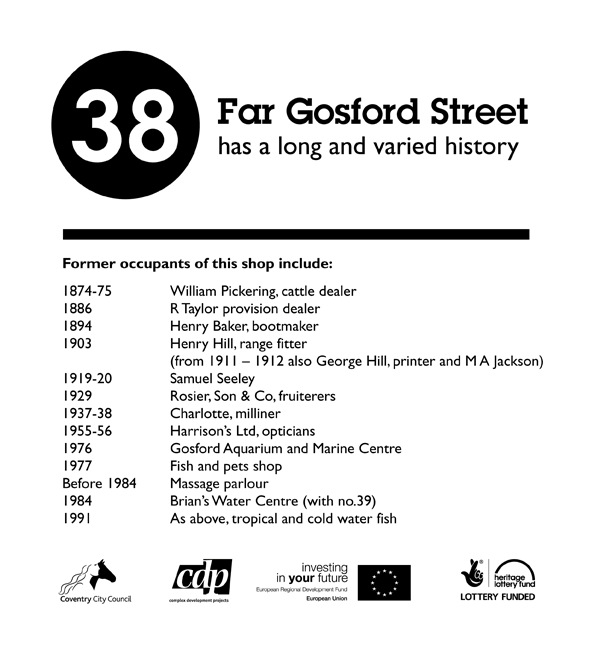 38
Far Gosford Street
has a long and varied history
Former occupants of this shop include:
1874-75 William Pickering, cattle dealer
1886 R Taylor provision dealer
1894 Henry Baker, bootmaker
1903 Henry Hill, range fitter
(from 1911 – 1912 also George Hill, printer and M A Jackson)
1919-20 Samuel Seeley
1929 Rosier, Son & Co, fruiterers
1937-38 Charlotte, milliner
1955-56 Harrison's Ltd, opticians
1976 Gosford Aquarium and Marine Centre
1977 Fish and pets shop
Before 1984 Massage parlour
1984 Brian's Water Centre (with no.39)
1991 As above, tropical and cold water fish
Coventry City Council
cdp
complex development projects
investing
in your future
European Regional Development Fund
European Union
heritage
lottery fund
LOTTERY FUNDED